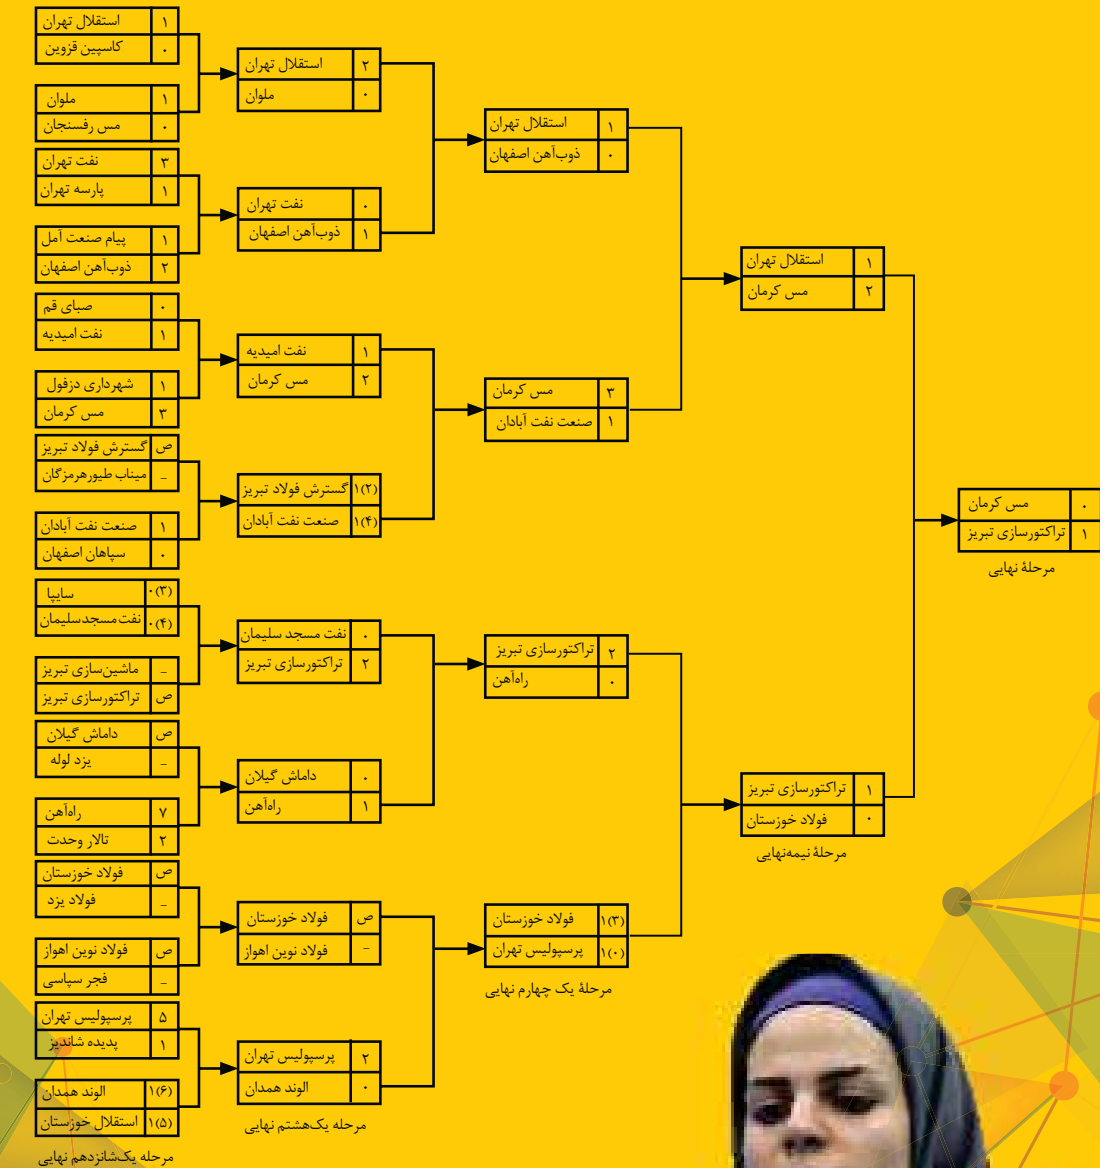 استقلال تهران ۱
کاسپین قزوین ۰
ملوان ۱
مس رفسنجان ۰
نفت تهران ۳
پارسه تهران ۱
پیام صنعت آمل ۱
ذوب‌آهن اصفهان ۲
صبای قم ۰
نفت امیدیه ۱
شهرداری دزفول ۱
مس کرمان ۳
گسترش فولاد تبریز ص
میناب طیورهرمزگان -
صنعت نفت آبادان ۱
سپاهان اصفهان ۰
سایپا ۰(۳)
نفت مسجدسلیمان ۰(۴)
ماشین‌سازی تبریز -
تراکتورسازی تبریز ص
داماش گیلان ص
یزد لوله -
راه‌آهن ۷
تالار وحدت ۲
فولاد خوزستان ص
فولاد یزد -
فولاد نوین اهواز ص
فجر سپاسی -
پرسپولیس تهران ۵
پدیده شاندیز ۱
الوند همدان ۱(۶)
استقلال خوزستان ۱(۵)
مرحله یک‌شانزدهم نهایی
استقلال تهران ۲
ملوان ۰
نفت تهران ۰
ذوب‌آهن اصفهان ۱
نفت امیدیه ۱
مس کرمان ۲
گسترش فولاد تبریز ۱(۲)
صنعت نفت آبادان ۱(۴)
نفت مسجد سلیمان ۰
تراکتورسازی تبریز ۲
داماش گیلان ۰
راه‌آهن ۱
فولاد خوزستان ص
فولاد نوین اهواز -
پرسپولیس تهران ۲
الوند همدان ۰
مرحله یک‌هشتم نهایی
استقلال تهران ۱
ذوب‌آهن اصفهان ۰
مس کرمان ۳
صنعت نفت آبادان ۱
تراکتورسازی تبریز ۲
راه‌آهن ۰
فولاد خوزستان ۱(۳)
پرسپولیس تهران ۱(۰)
مرحلهٔ یک چهارم نهایی
استقلال تهران ۱
مس کرمان ۲
تراکتورسازی تبریز ۱
فولاد خوزستان ۰
مرحلهٔ نیمه‌نهایی
مس کرمان ۰
تراکتورسازی تبریز ۱
مرحلهٔ نهایی